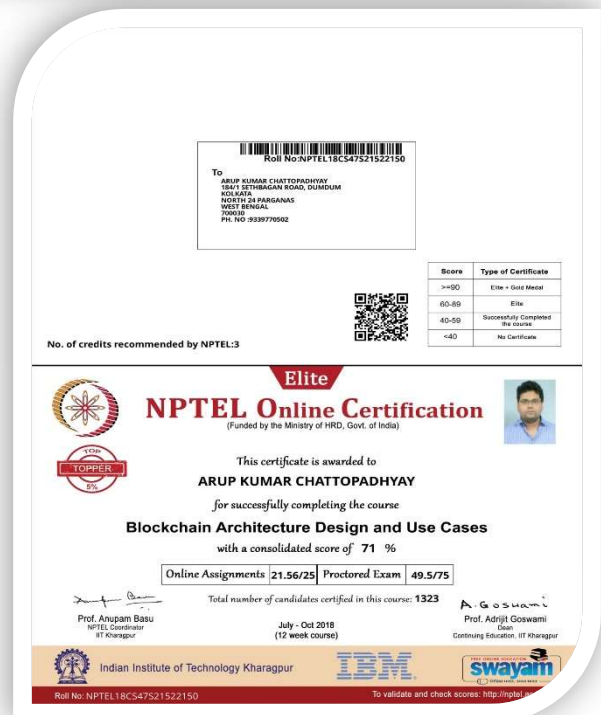 Roll No:NPTEL18CS47S21522150
To
ARUP KUMAR CHATTOPADHYAY
184/1 SETHBAGAN ROAD, DUMDUM
KOLKATA
NORTH 24 PARGANAS
WEST BENGAL
700030
PH. NO :9339770502
Score Type of Certificate
>=90 Elite + Gold Medal
60-89 Elite
40-59 Successfully Completed
the course
<40 No Certificate
No. of credits recommended by NPTEL:3
Elite
NPTEL Online Certification
(Funded by the Ministry of HRD, Govt. of India)
TOP
TOPPER
5%
This certificate is awarded to
ARUP KUMAR CHATTOPADHYAY
for successfully completing the course
Blockchain Architecture Design and Use Cases
with a consolidated score of 71 %
Online Assignments 21.56/25 Proctored Exam 49.5/75
Total number of candidates certified in this course: 1323
A. Goswami
Prof. Anupam Basu
NPTEL Coordinator
IIT Kharagpur
July - Oct 2018
(12 week course)
Prof. Adrijit Goswami
Dean
Continuing Education, IIT Kharagpur
Indian Institute of Technology Kharagpur
IBM
FREE ONLINE EDUCATION
swayam
Roll No: NPTEL18CS47S21522150
To validate and check scores: http://nptel.a